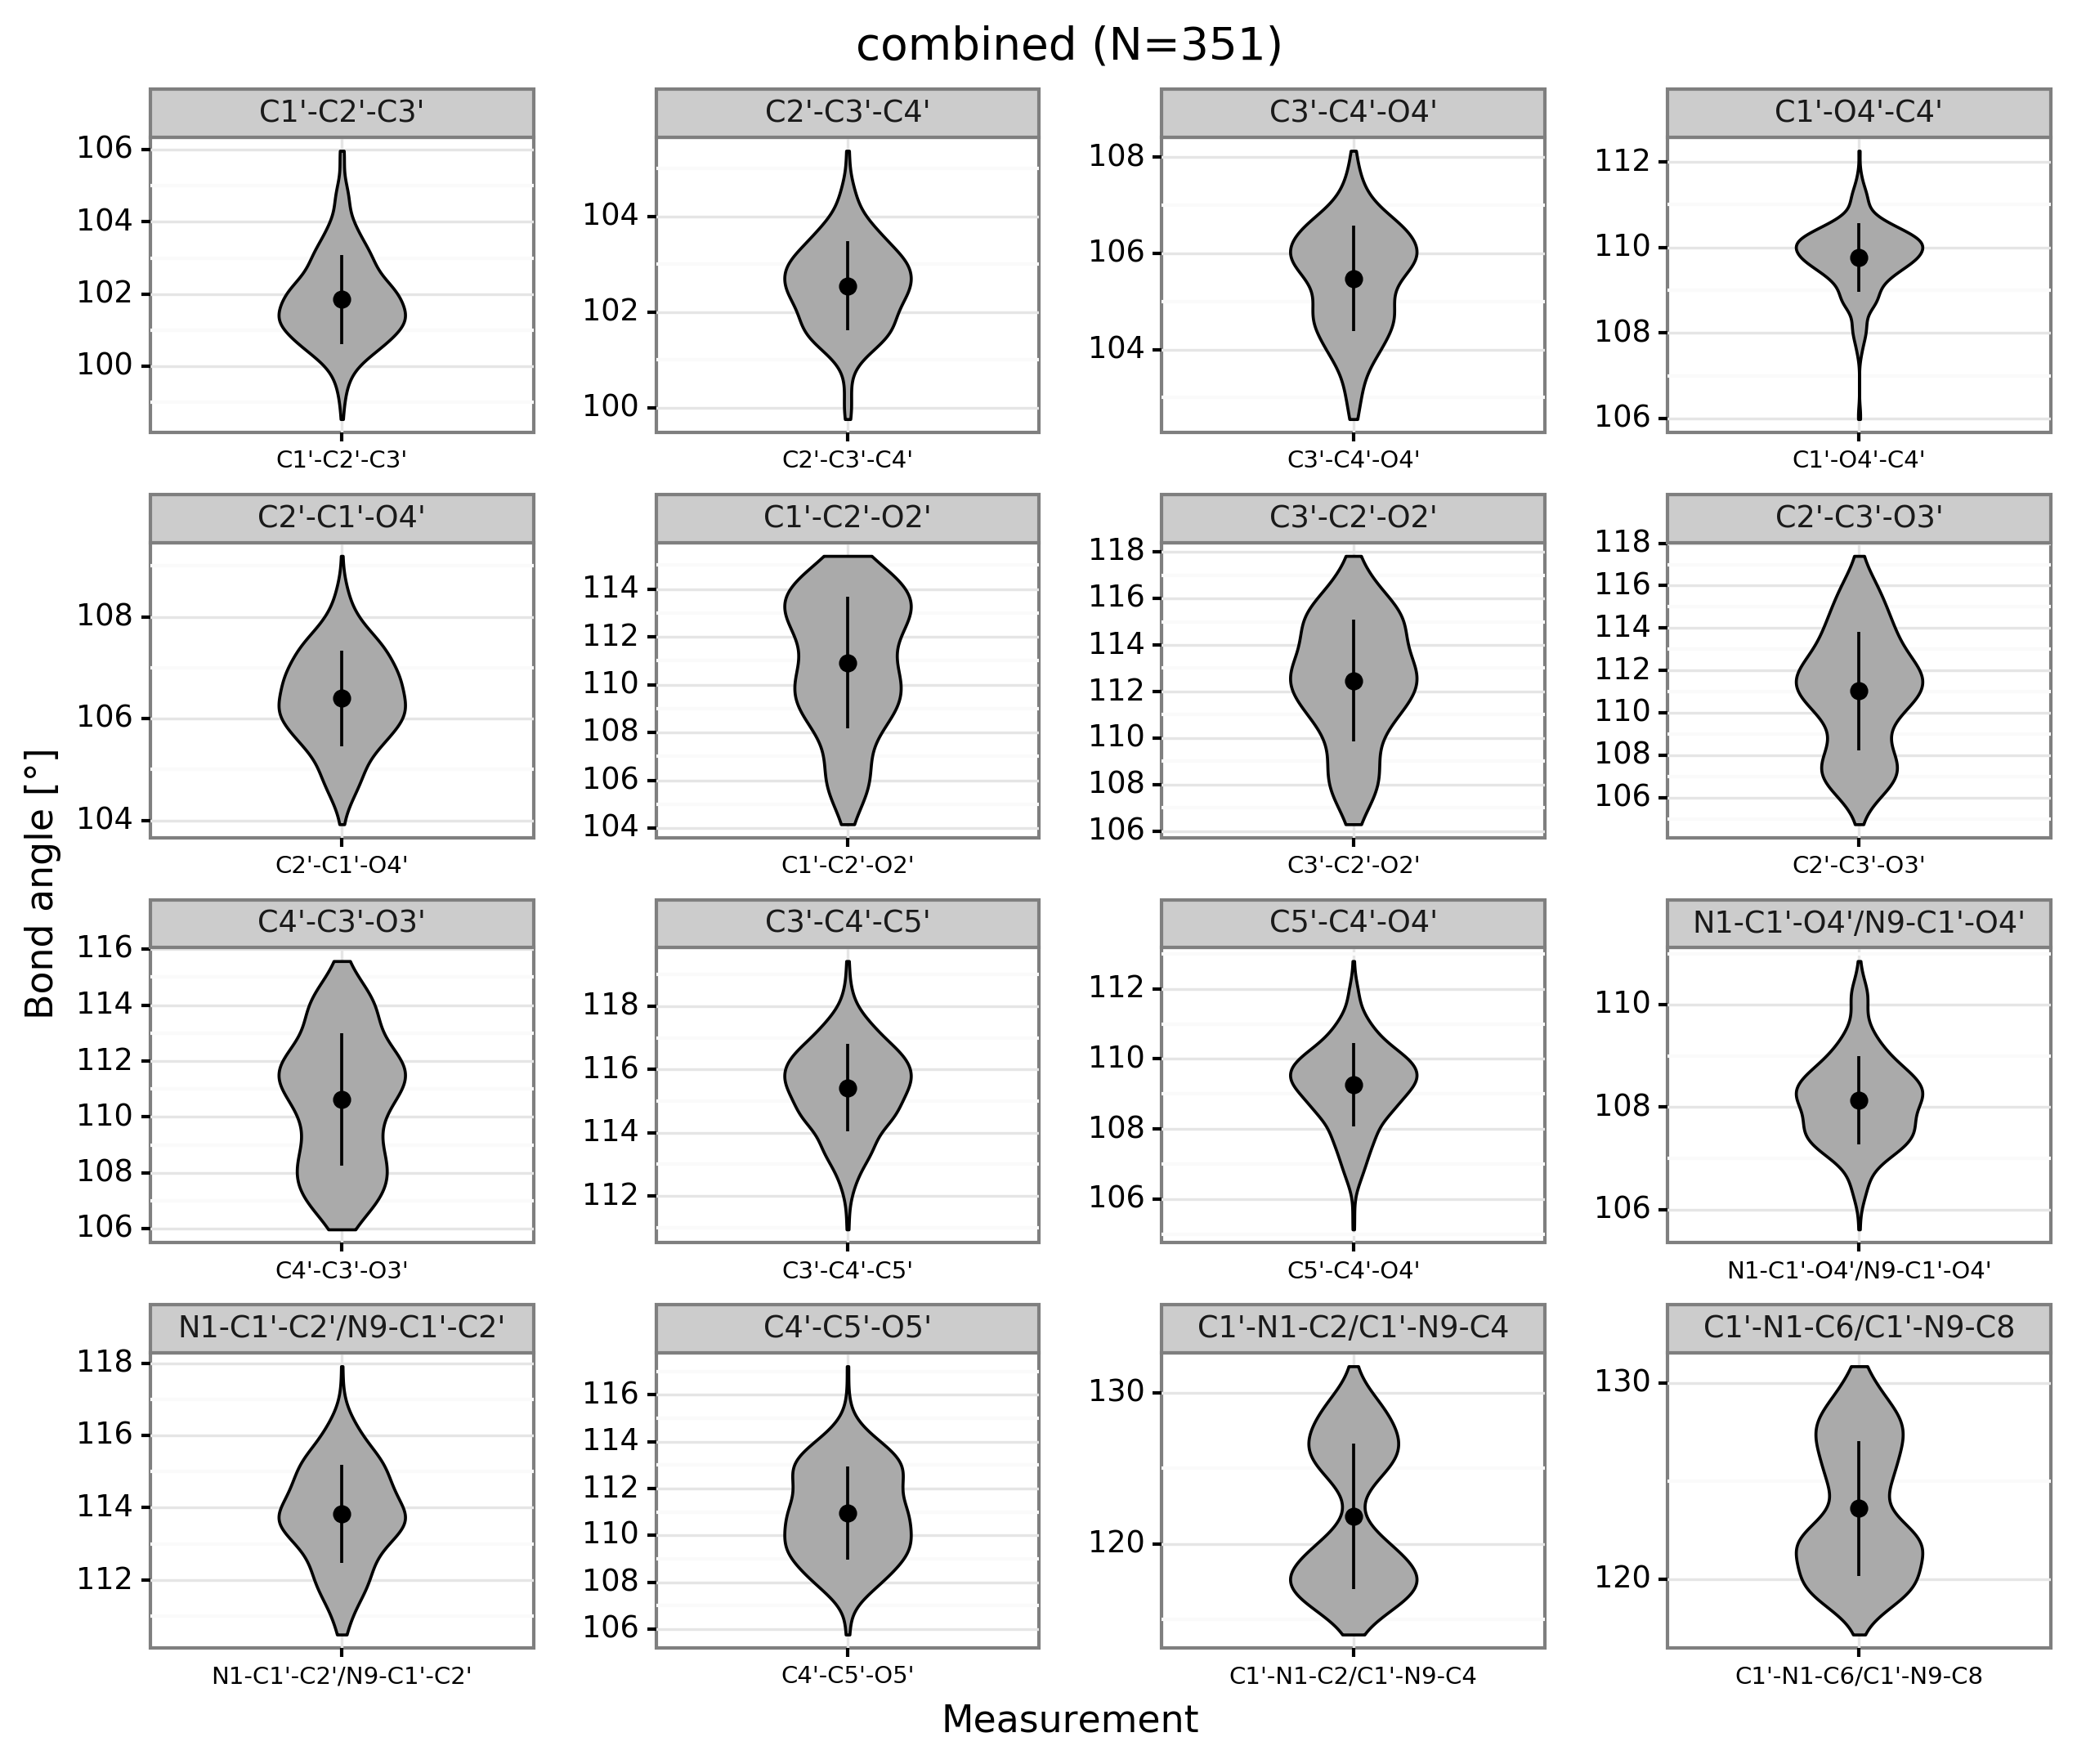 combined (N=351)
C1'-C2'-C3'
C2'-C3'-C4'
C3'-C4'-O4'
C1'-O4'-C4'
106
104
102
100
104
102
100
108
106
104
112
110
108
106
C1'-C2'-C3'
C2'-C3'-C4'
C3'-C4'-O4'
C1'-O4'-C4'
C2'-C1'-O4'
C1'-C2'-O2'
C3'-C2'-O2'
C2'-C3'-O3'
108
106
104
114
112
110
108
106
104
118
116
114
112
110
108
106
118
116
114
112
110
108
106
C2'-C1'-O4'
C1'-C2'-O2'
C3'-C2'-O2'
C2'-C3'-O3'
Bond angle [°]
C4'-C3'-O3'
C3'-C4'-C5'
C5'-C4'-O4'
N1-C1'-O4'/N9-C1'-O4'
116
114
112
110
108
106
118
116
114
112
112
110
108
106
110
108
106
C4'-C3'-O3'
C3'-C4'-C5'
C5'-C4'-O4'
N1-C1'-O4'/N9-C1'-O4'
N1-C1'-C2'/N9-C1'-C2'
C4'-C5'-O5'
C1'-N1-C2/C1'-N9-C4
C1'-N1-C6/C1'-N9-C8
118
116
114
112
116
114
112
110
108
106
130
120
130
120
N1-C1'-C2'/N9-C1'-C2'
C4'-C5'-O5'
C1'-N1-C2/C1'-N9-C4
C1'-N1-C6/C1'-N9-C8
Measurement